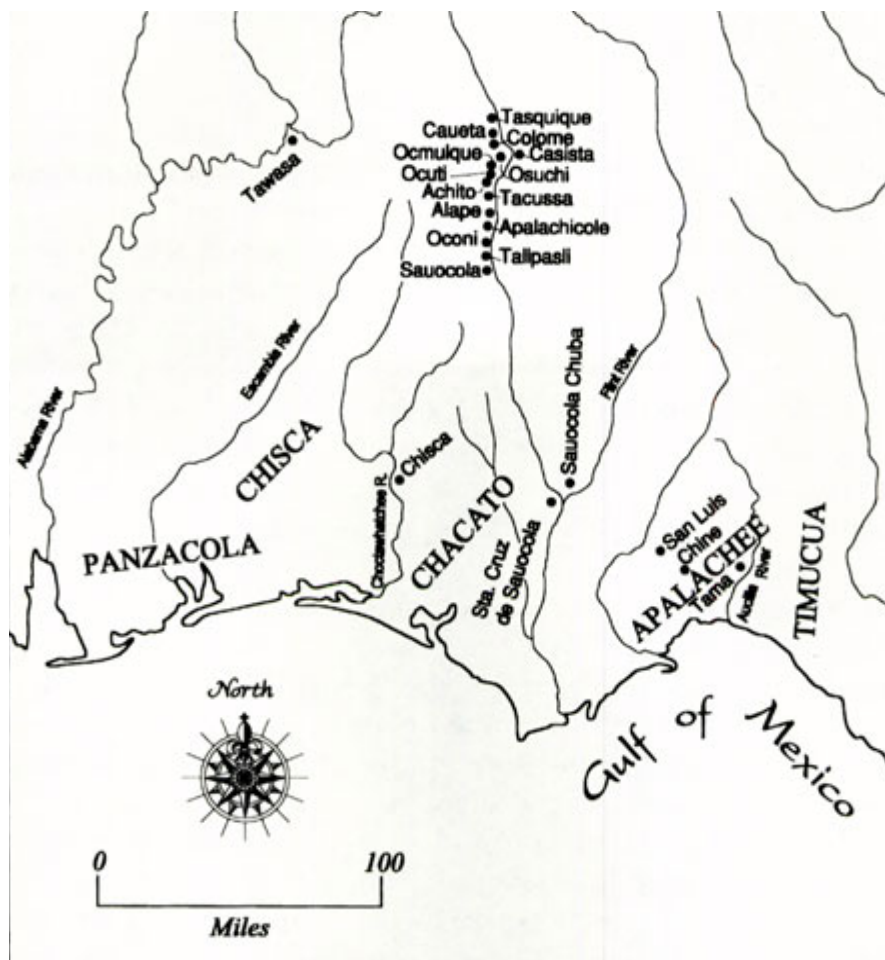 Tasquique
Caueta
Colome
Ocmulque
Casista
Ocuti
Osuchi
Achito
Tacussa
Alape
Apalachicole
Oconi
Tallpasli
Sauocola
Tawasa
Alabama River
Escambia River
Flint River
Sauocola Chuba
CHISCA
Chisca
Choctawhatchee R.
CHACATO
Sta. Cruz
de Sauocola
PANZACOLA
San Luis
Chine
APALACHEE
Tama
Aucilla River
TIMUCUA
Gulf of Mexico
North
0 100
Miles